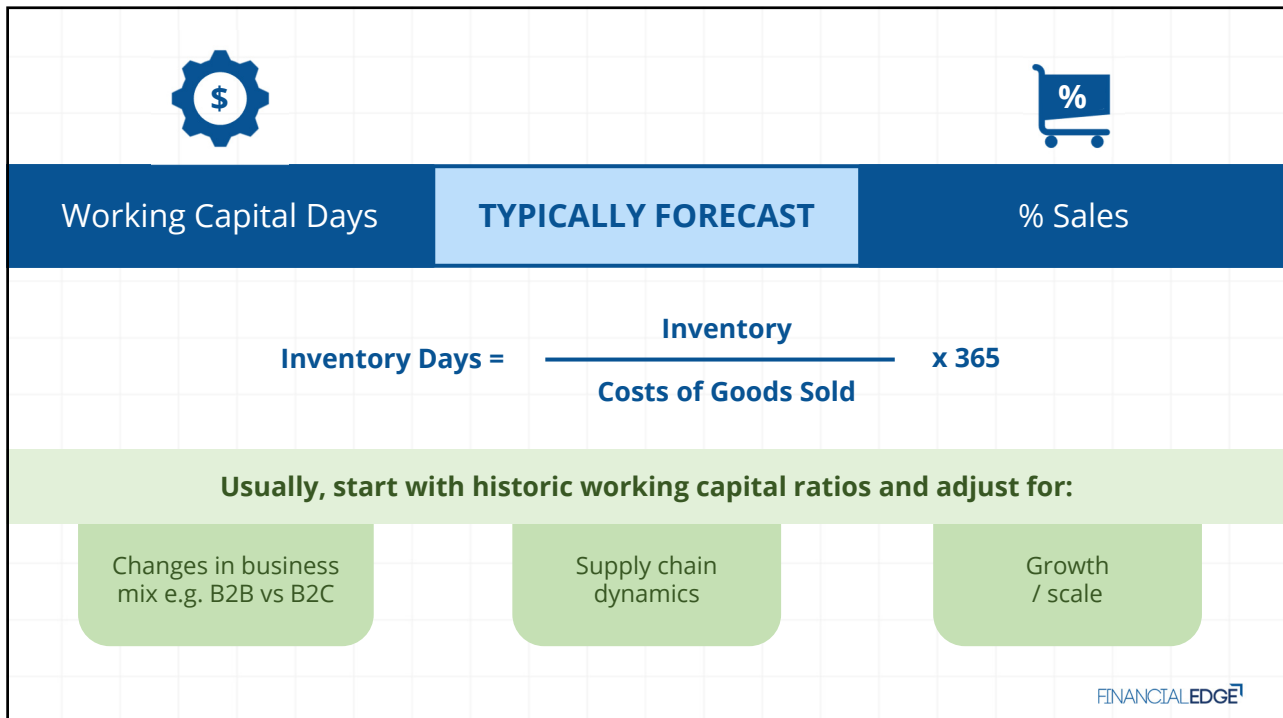 $
%
Working Capital Days
TYPICALLY FORECAST
% Sales
Inventory Days =
Inventory
Costs of Goods Sold
x 365
Usually, start with historic working capital ratios and adjust for:
Changes in business
mix e.g. B2B vs B2C
Supply chain
dynamics
Growth
/ scale
FINANCIALEDGE